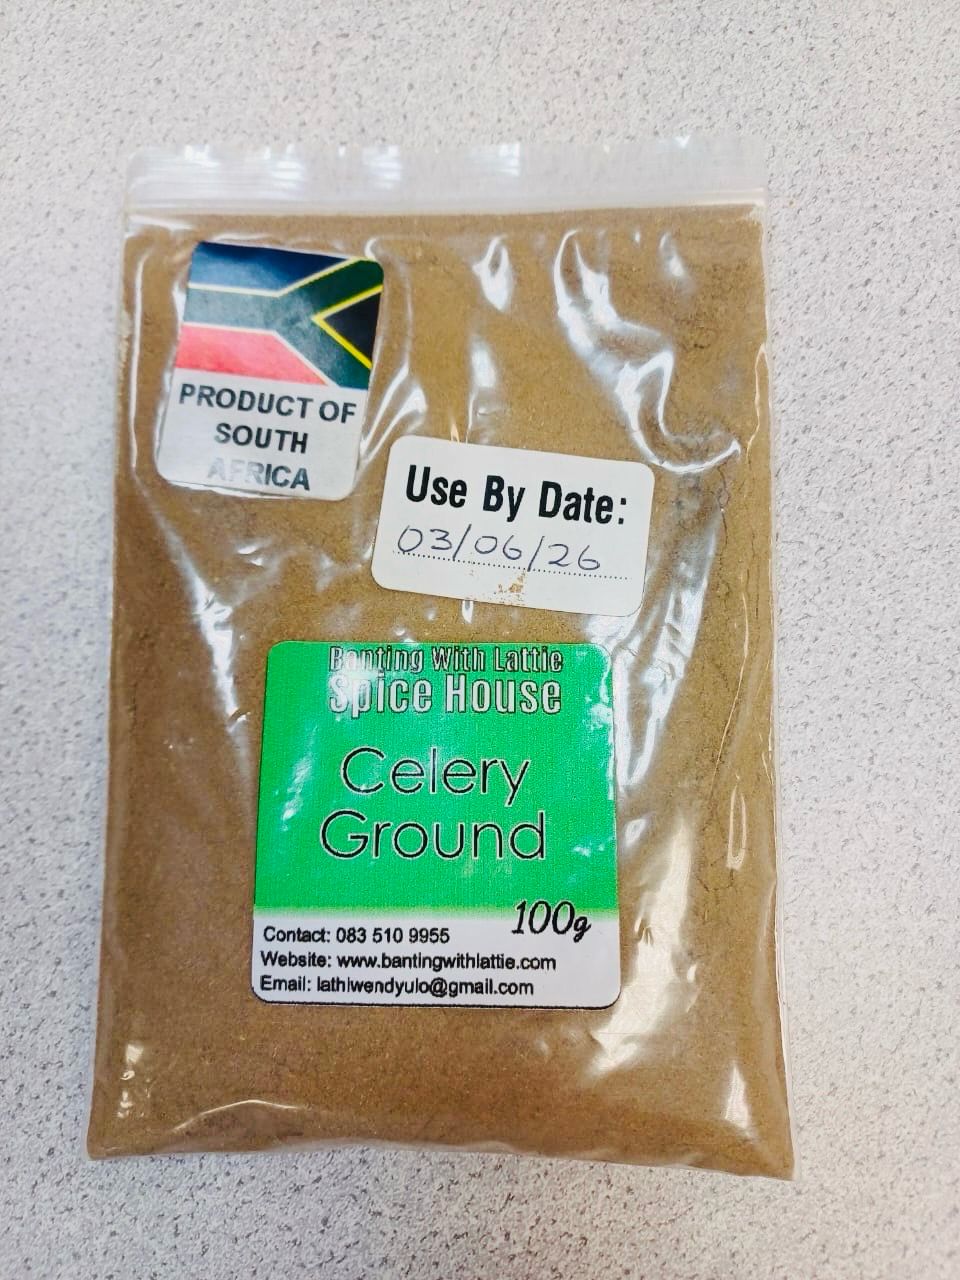 PRODUCT OF
SOUTH
AFRICA
Use By Date:
03/06/26
Banting With Lattie
Spice House
Celery
Ground
100g
Contact: 083 510 9955
Website: www.bantingwithlattie.com
Email: lathiwendyulo@gmail.com